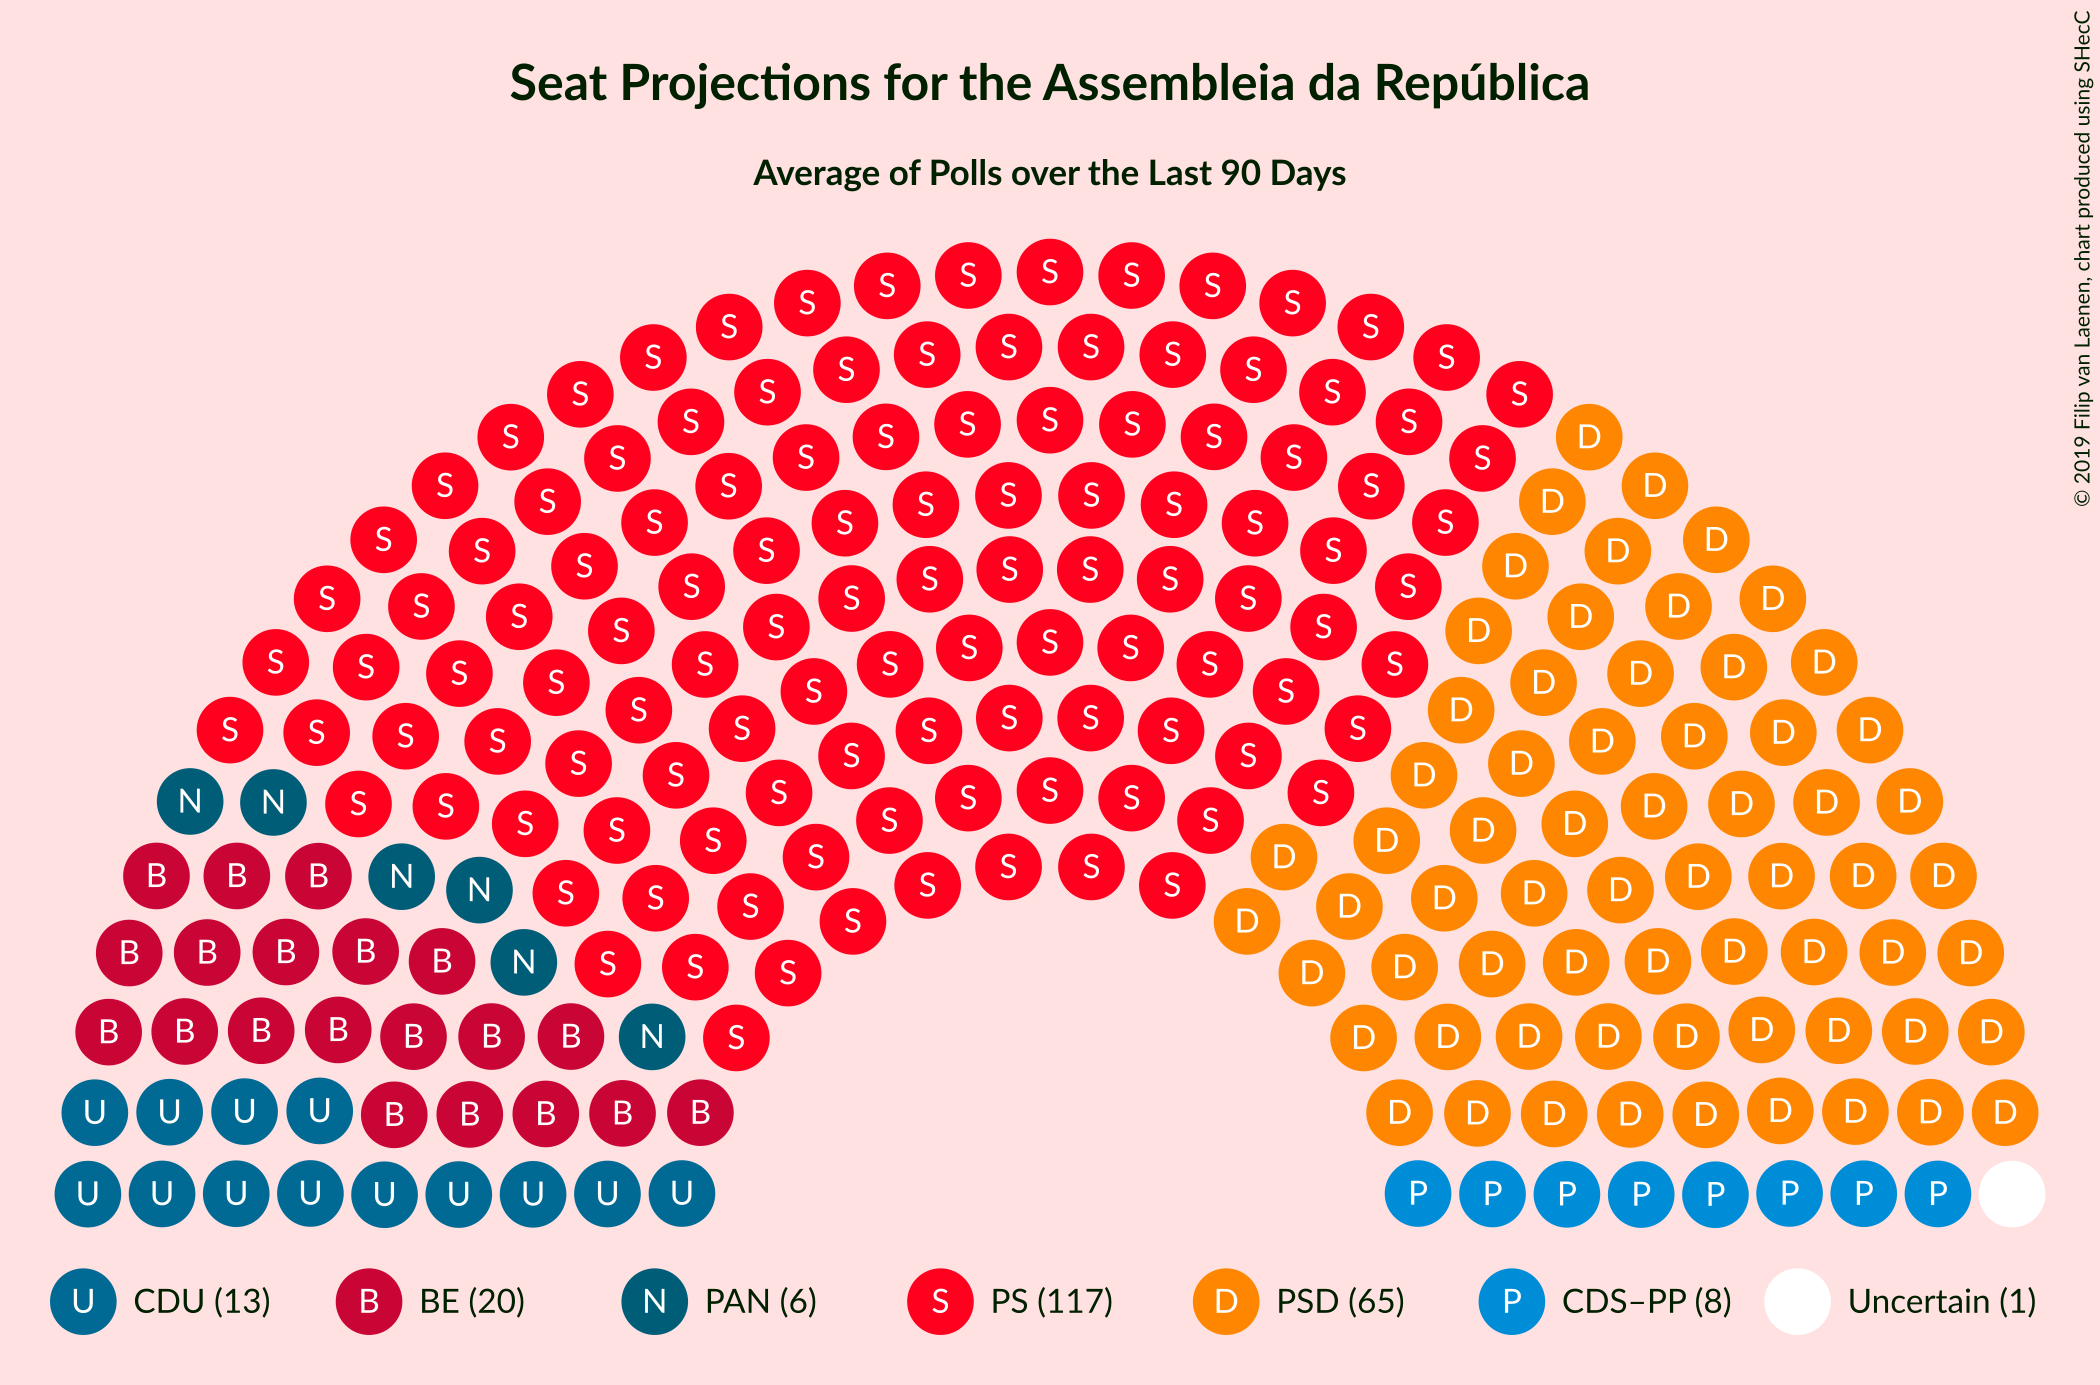 Seat Projections for the Assembleia da República
Average of Polls over the Last 90 Days
© 2019 Filip van Laenen, chart produced using SHecC
S S S S S S S S S S S
S S S S S S S S
S S S S S S S S S S D
U CDU (13) B BE (20) N PAN (6) S PS (117) D PSD (65) P CDS–PP (8) Uncertain (1)